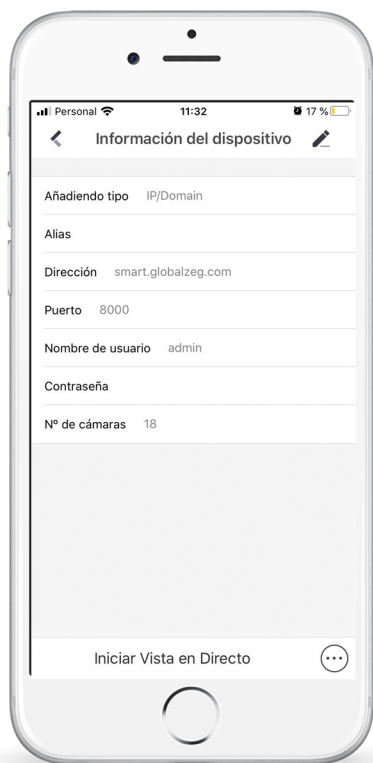 Personal 11:32 17 %
Información del dispositivo
Añadiendo tipo IP/Domain
Alias
Dirección smart.globalzeg.com
Puerto 8000
Nombre de usuario admin
Contraseña
Nº de cámaras 18
Iniciar Vista en Directo